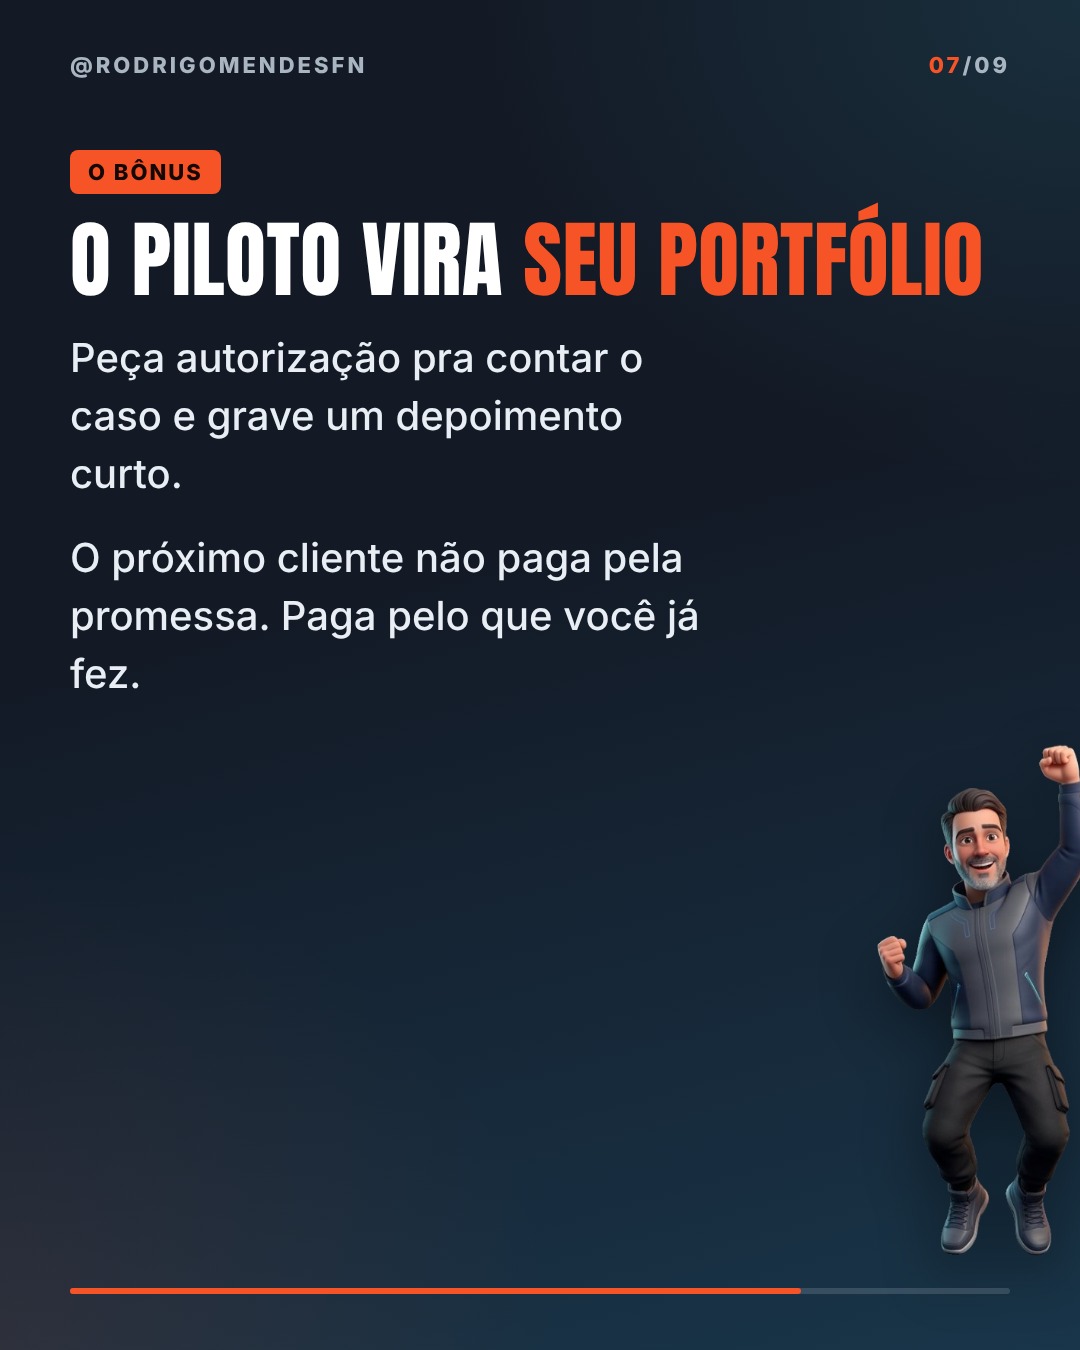 @RODRIGOMENDESFN
07/09
O BÔNUS
O PILOTO VIRA SEU PORTFÓLIO
Peça autorização pra contar o
caso e grave um depoimento
curto.
O próximo cliente não paga pela
promessa. Paga pelo que você já
fez.